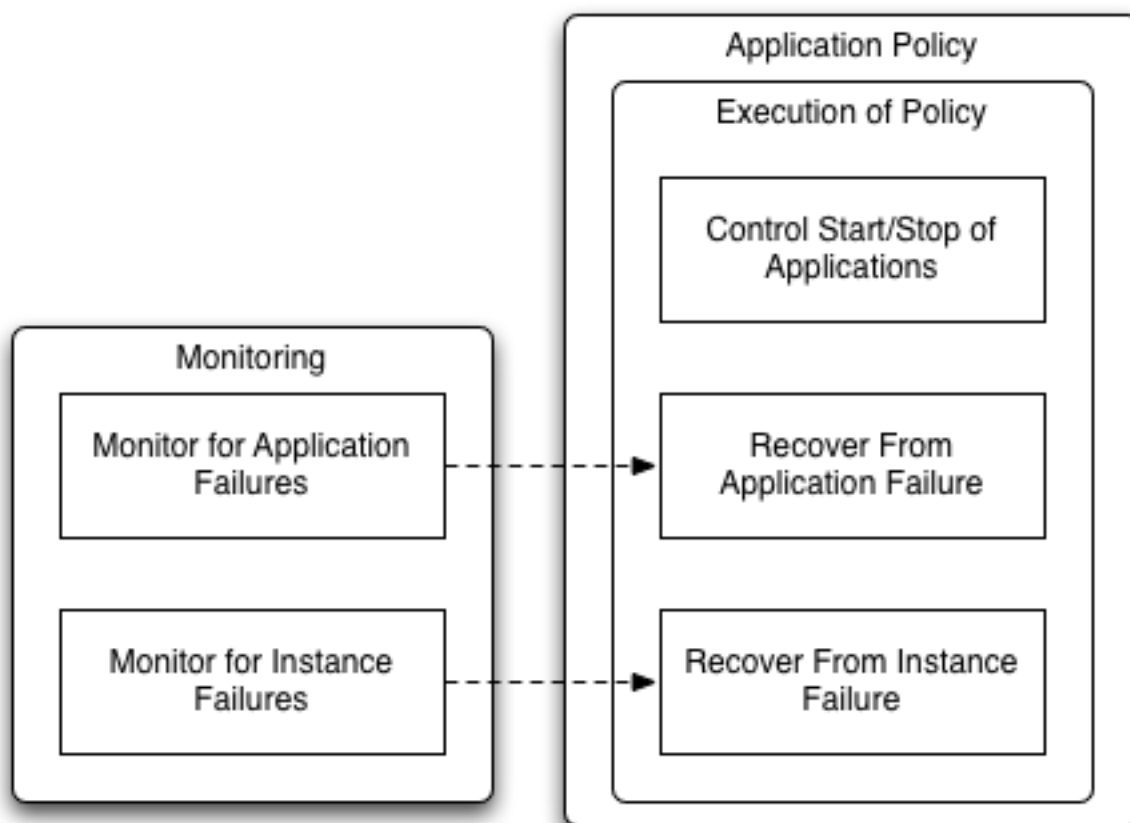 Application Policy
Execution of Policy
Control Start/Stop of
Applications
Monitoring
Monitor for Application
Failures
Recover From
Application Failure
Monitor for Instance
Failures
Recover From Instance
Failure